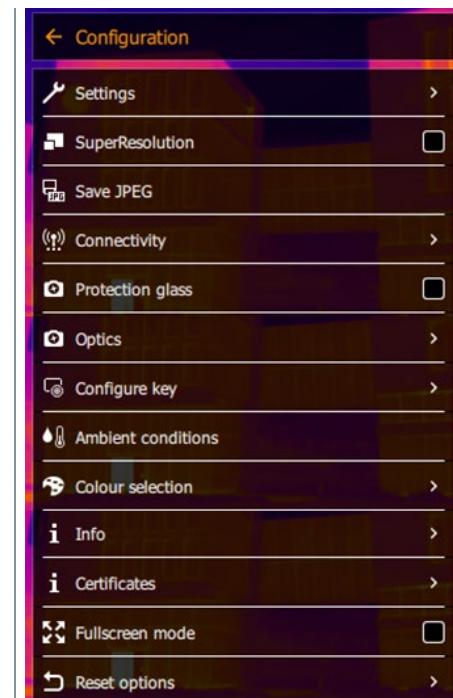 Configuration
Settings
SuperResolution
JPG
Save JPEG
Connectivity
Protection glass
Optics
Configure key
Ambient conditions
Colour selection
Info
Certificates
Fullscreen mode
Reset options